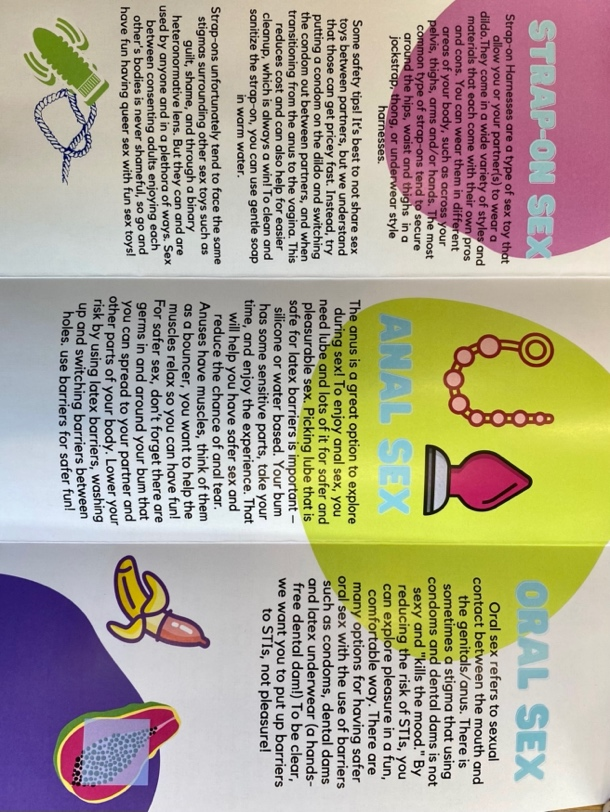 STRAP-ON SEX
Strap-on Harnesses are a type of sex toy that
allow you or your partner(s) to wear a
dildo. They come in a wide variety of styles and
materials that each come with their own pros
and cons. You can wear them in different
areas of your body, such as across your
pelvis, thighs, arms and/or hands. The most
common type of strap-ons tend to secure
around the hips, waist and thighs in a
jockstrap, thong, or underwear style
harnesses.
Some safety tips! It's best to not share sex
toys between partners, but we understand
that those can get pricey fast. Instead, try
putting a condom on the dildo and switching
the condom out between partners, and when
transitioning from the anus to the vagina. This
reduces cost and can also help for easier
cleanup, which is always a win! To clean and
sanitize the strap-on, you can use gentle soap
in warm water.
Strap-ons unfortunately tend to face the same
stigmas surrounding other sex toys such as
guilt, shame, and through a binary
heteronormative lens. But they can and are
used by anyone and in a plethora of ways. Sex
between consenting adults enjoying each
other's bodies is never shameful, so go and
have fun having queer sex with fun sex toys!
ANAL SEX
The anus is a great option to explore
during sex! To enjoy anal sex, you
need lube and lots of it for safer and
pleasurable sex. Picking lube that is
safe for latex barriers is important –
silicone or water based. Your bum
has some sensitive parts, take your
time, and enjoy the experience. That
will help you have safer sex and
reduce the chance of anal tear.
Anuses have muscles, think of them
as a bouncer, you want to help the
muscles relax so you can have fun!
For safer sex, don't forget there are
germs in and around your bum that
you can spread to your partner and
other parts of your body. Lower your
risk by using latex barriers, washing
up and switching barriers between
holes, use barriers for safer fun!
ORAL SEX
Oral sex refers to sexual
contact between the mouth and
the genitals/anus. There is
sometimes a stigma that using
condoms and dental dams is not
sexy and "kills the mood." By
reducing the risk of STIs, you
can explore pleasure in a fun,
comfortable way. There are
many options for having safer
oral sex with the use of barriers
such as condoms, dental dams
and latex underwear (a hands-
free dental dam!) To be clear,
we want you to put up barriers
to STIs, not pleasure!